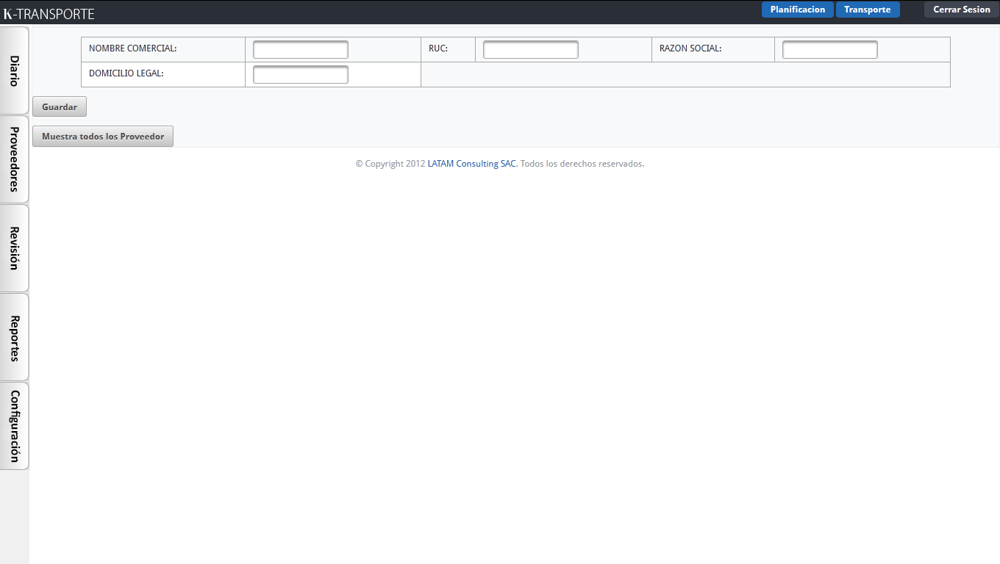 K-TRANSPORTE
Planificacion Transporte Cerrar Sesion
Diario
Proveedores
Revisión
Reportes
Configuración
NOMBRE COMERCIAL: RUC: RAZON SOCIAL:
DOMICILIO LEGAL:
Guardar
Muestra todos los Proveedor
© Copyright 2012 LATAM Consulting SAC. Todos los derechos reservados.